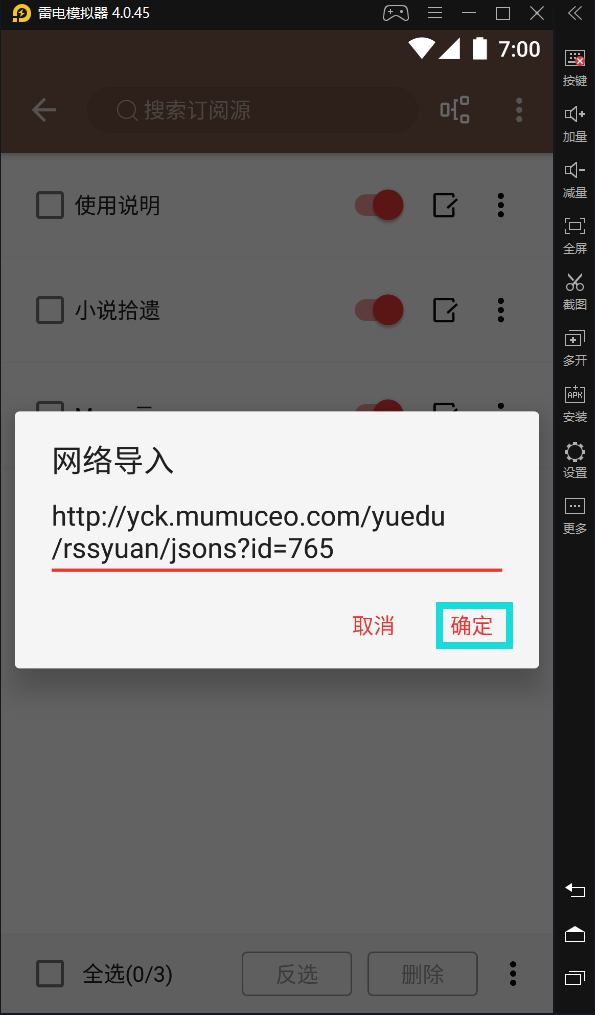 雷电模拟器 4.0.45
7:00
搜索订阅源
使用说明
小说拾遗
网络导入
http://yck.mumuceo.com/yuedu
/rssyuan/jsons?id=765
取消
确定
全选(0/3)
反选
删除
按键
加量
减量
全屏
截图
多开
APK
安装
设置
更多